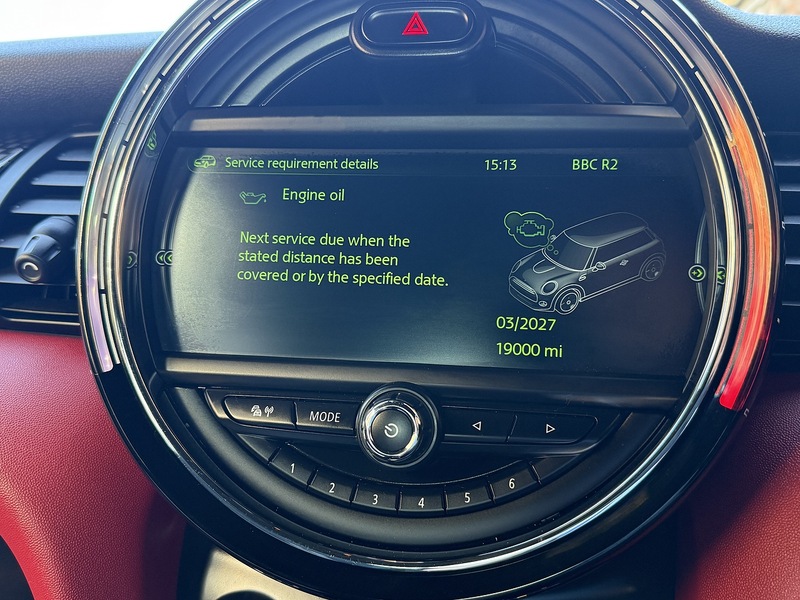 Service requirement details 15:13 BBC R2
Engine oil
Next service due when the
stated distance has been
covered or by the specified date.
03/2027
19000 mi
MODE
1 2 3 4 5 6